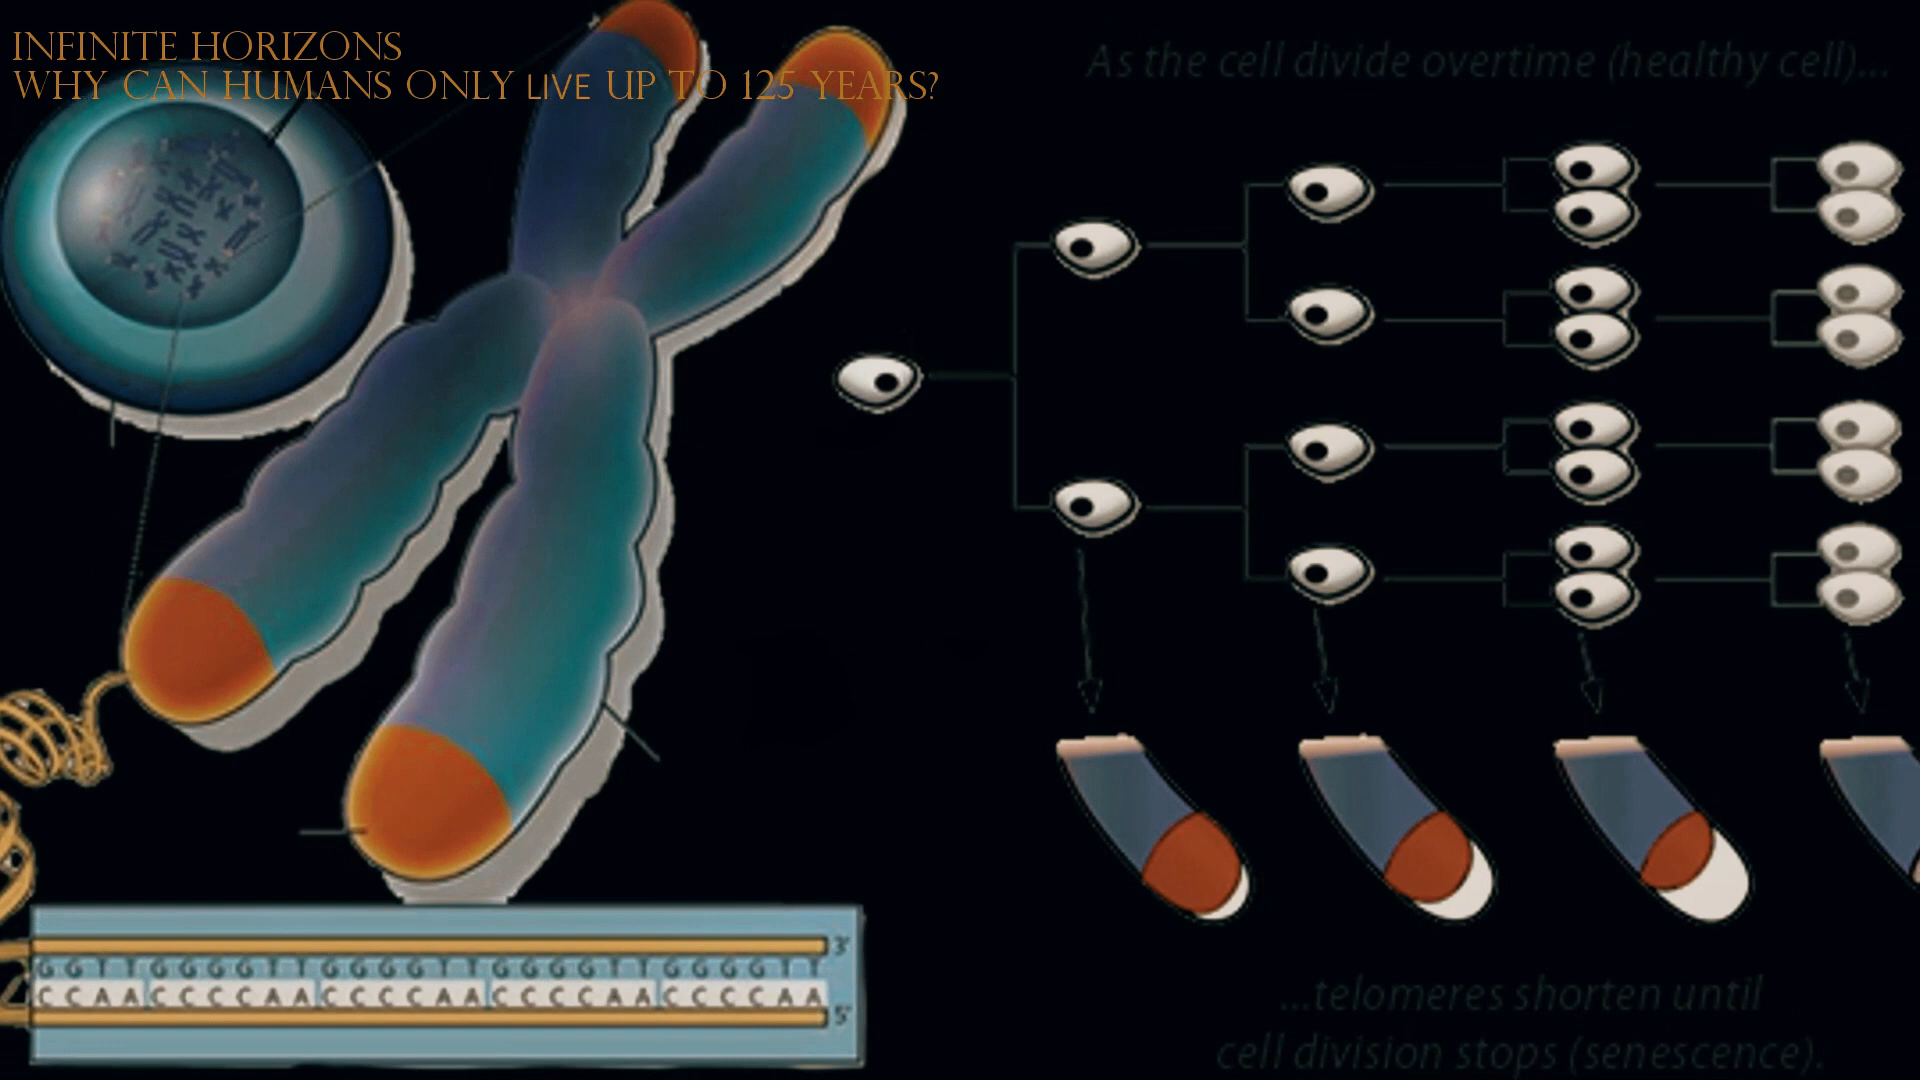 INFINITE HORIZONS
WHY CAN HUMANS ONLY LIVE UP TO 125 YEARS?
As the cell divide overtime (healthy cell)...
3'
GGTTGGGGTTGGGGTTGGGGTTGGGGTT
CCAACCCCAACCCCAACCCCAACCCCAA
5'
...telomeres shorten until
cell division stops (senescence).